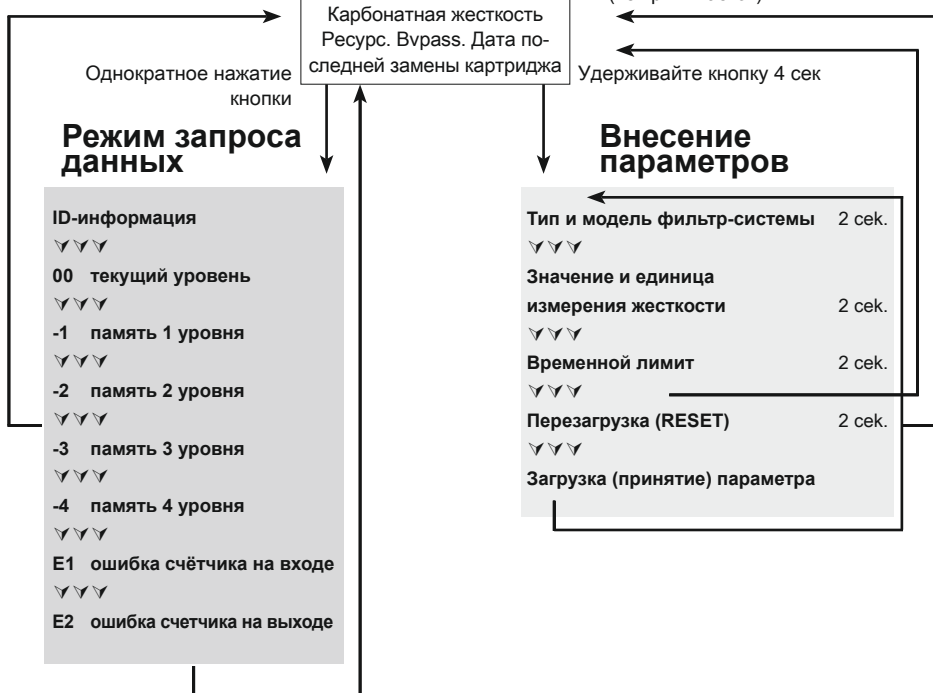 Карбонатная жесткость
Ресурс. Bvpass. Дата по-
следней замены картриджа
Однократное нажатие
кнопки
Удерживайте кнопку 4 сек
Режим запроса
данных
ID-информация
00 текущий уровень
-1 память 1 уровня
-2 память 2 уровня
-3 память 3 уровня
-4 память 4 уровня
E1 ошибка счётчика на входе
E2 ошибка счетчика на выходе
Внесение
параметров
Тип и модель фильтр-системы 2 сек.
Значение и единица
измерения жесткости 2 сек.
Временной лимит 2 сек.
Перезагрузка (RESET) 2 сек.
Загрузка (принятие) параметра